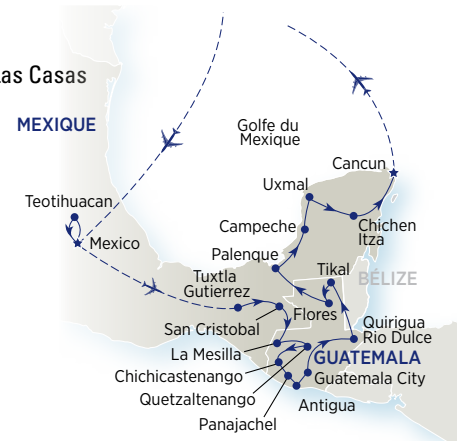 Las Casas
MEXIQUE
Golfe du
Mexique
Cancun
Uxmal
Teotihuacan
Campeche
Chichen
Itza
Mexico
Palenque
Tikal
Tuxtla
Gutierrez
BÉLIZE
Flores
San Cristobal
Quirigua
Rio Dulce
La Mesilla
GUATEMALA
Chichicastenango
Guatemala City
Quetzaltenango
Antigua
Panajachel